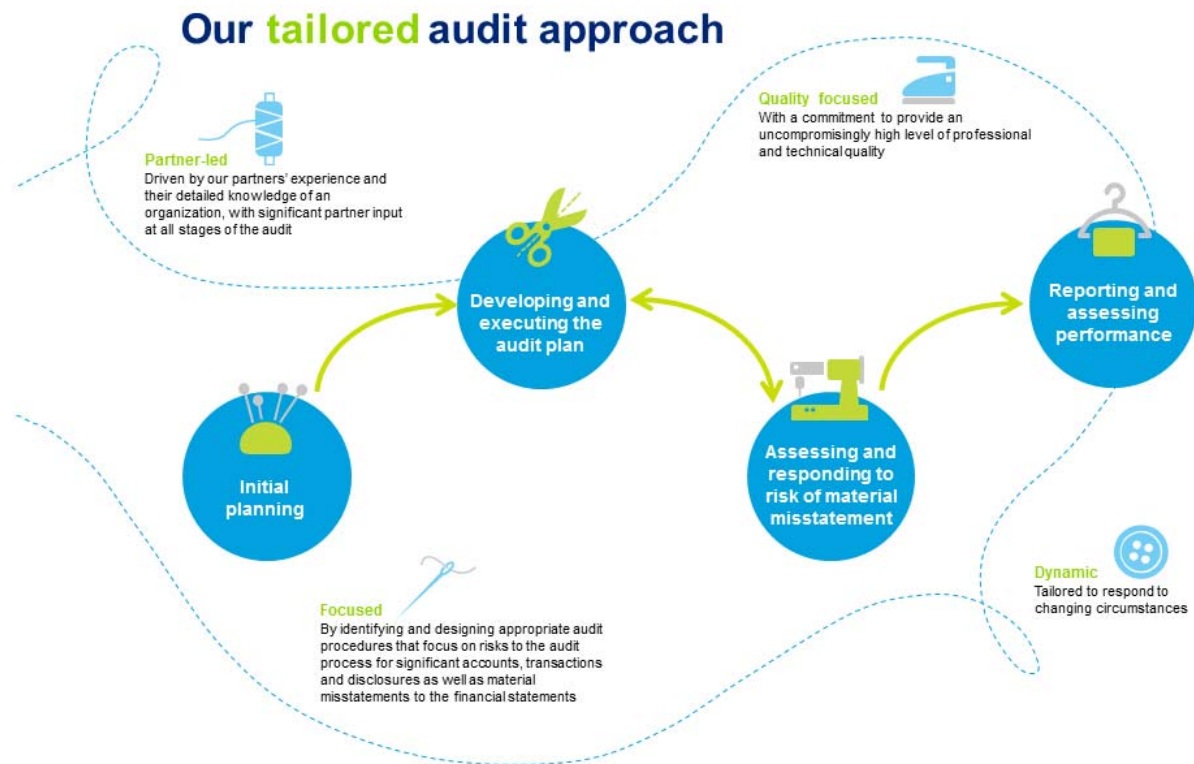 Our tailored audit approach
Partner-led
Driven by our partners' experience and
their detailed knowledge of an
organization, with significant partner input
at all stages of the audit
Quality focused
With a commitment to provide an
uncompromisingly high level of professional
and technical quality
Developing and
executing the
audit plan
Reporting and
assessing
performance
Initial
planning
Assessing and
responding to
risk of material
misstatement
Focused
By identifying and designing appropriate audit
procedures that focus on risks to the audit
process for significant accounts, transactions
and disclosures as well as material
misstatements to the financial statements
Dynamic
Tailored to respond to
changing circumstances